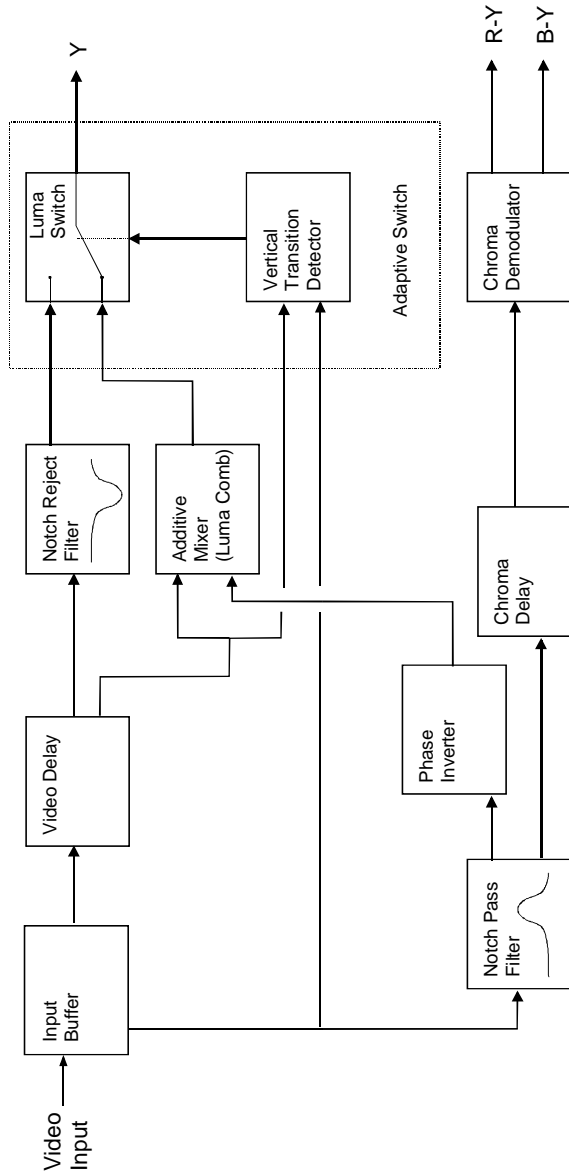 Video
Input
Input
Buffer
Video Delay
Notch Reject
Filter
Luma
Switch
Y
Additive
Mixer
(Luma Comb)
Vertical
Transition
Detector
Adaptive Switch
Phase
Inverter
Notch Pass
Filter
Chroma
Delay
Chroma
Demodulator
R-Y
B-Y